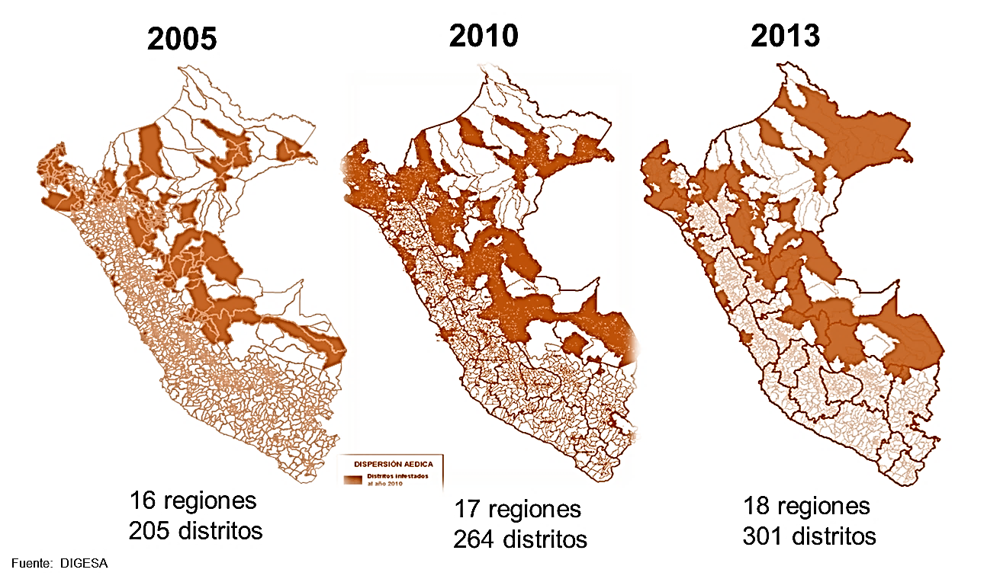 2005
2010
2013
DISPERSIÓN AEDICA
Distritos infestados
al año 2010
16 regiones
205 distritos
17 regiones
264 distritos
18 regiones
301 distritos
Fuente: DIGESA